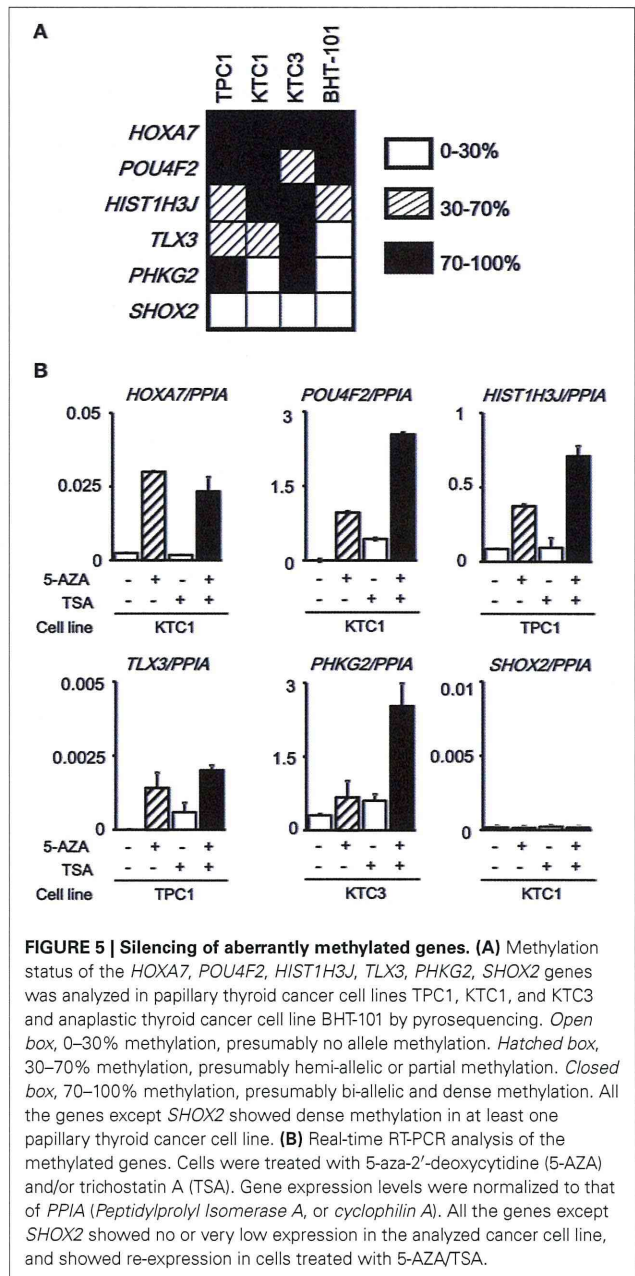 A
TPC1 KTC1 KTC3 BHT-101
HOXA7
POU4F2
HIST1H3J
TLX3
PHKG2
SHOX2
0-30%
30-70%
70-100%
B
HOXA7/PPIA POU4F2/PPIA HIST1H3J/PPIA
0.05 3 1
0.025 1.5 0.5
0 0 0
5-AZA - + - + - + - + - + - +
TSA - - + + - - + + - - + +
Cell line KTC1 KTC1 TPC1
TLX3/PPIA PHKG2/PPIA SHOX2/PPIA
0.005 3 0.01
0.0025 1.5 0.005
0 0 0
5-AZA - + - + - + - + - + - +
TSA - - + + - - + + - - + +
Cell line TPC1 KTC3 KTC1
FIGURE 5 | Silencing of aberrantly methylated genes. (A) Methylation
status of the HOXA7, POU4F2, HIST1H3J, TLX3, PHKG2, SHOX2 genes
was analyzed in papillary thyroid cancer cell lines TPC1, KTC1, and KTC3
and anaplastic thyroid cancer cell line BHT-101 by pyrosequencing. Open
box, 0–30% methylation, presumably no allele methylation. Hatched box,
30–70% methylation, presumably hemi-allelic or partial methylation. Closed
box, 70–100% methylation, presumably bi-allelic and dense methylation. All
the genes except SHOX2 showed dense methylation in at least one
papillary thyroid cancer cell line. (B) Real-time RT-PCR analysis of the
methylated genes. Cells were treated with 5-aza-2′-deoxycytidine (5-AZA)
and/or trichostatin A (TSA). Gene expression levels were normalized to that
of PPIA (Peptidylprolyl Isomerase A, or cyclophilin A). All the genes except
SHOX2 showed no or very low expression in the analyzed cancer cell line,
and showed re-expression in cells treated with 5-AZA/TSA.